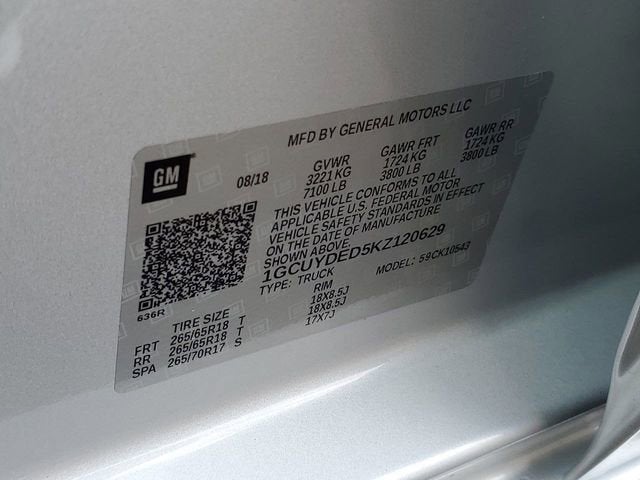 MFD BY GENERAL MOTORS LLC
GM
08/18
GVWR GAWR FRT GAWR RR
3221 KG 1724 KG 1724 KG
7100 LB 3800 LB 3800 LB
THIS VEHICLE CONFORMS TO ALL
APPLICABLE U.S. FEDERAL MOTOR
VEHICLE SAFETY STANDARDS IN EFFECT
ON THE DATE OF MANUFACTURE
SHOWN ABOVE.
1GCUYDED5KZ120629
TYPE: TRUCK MODEL: 59CK10543
636R
TIRE SIZE RIM
FRT 265/65R18 T 18X8.5J
RR 265/65R18 T 18X8.5J
SPA 265/70R17 S 17X7J